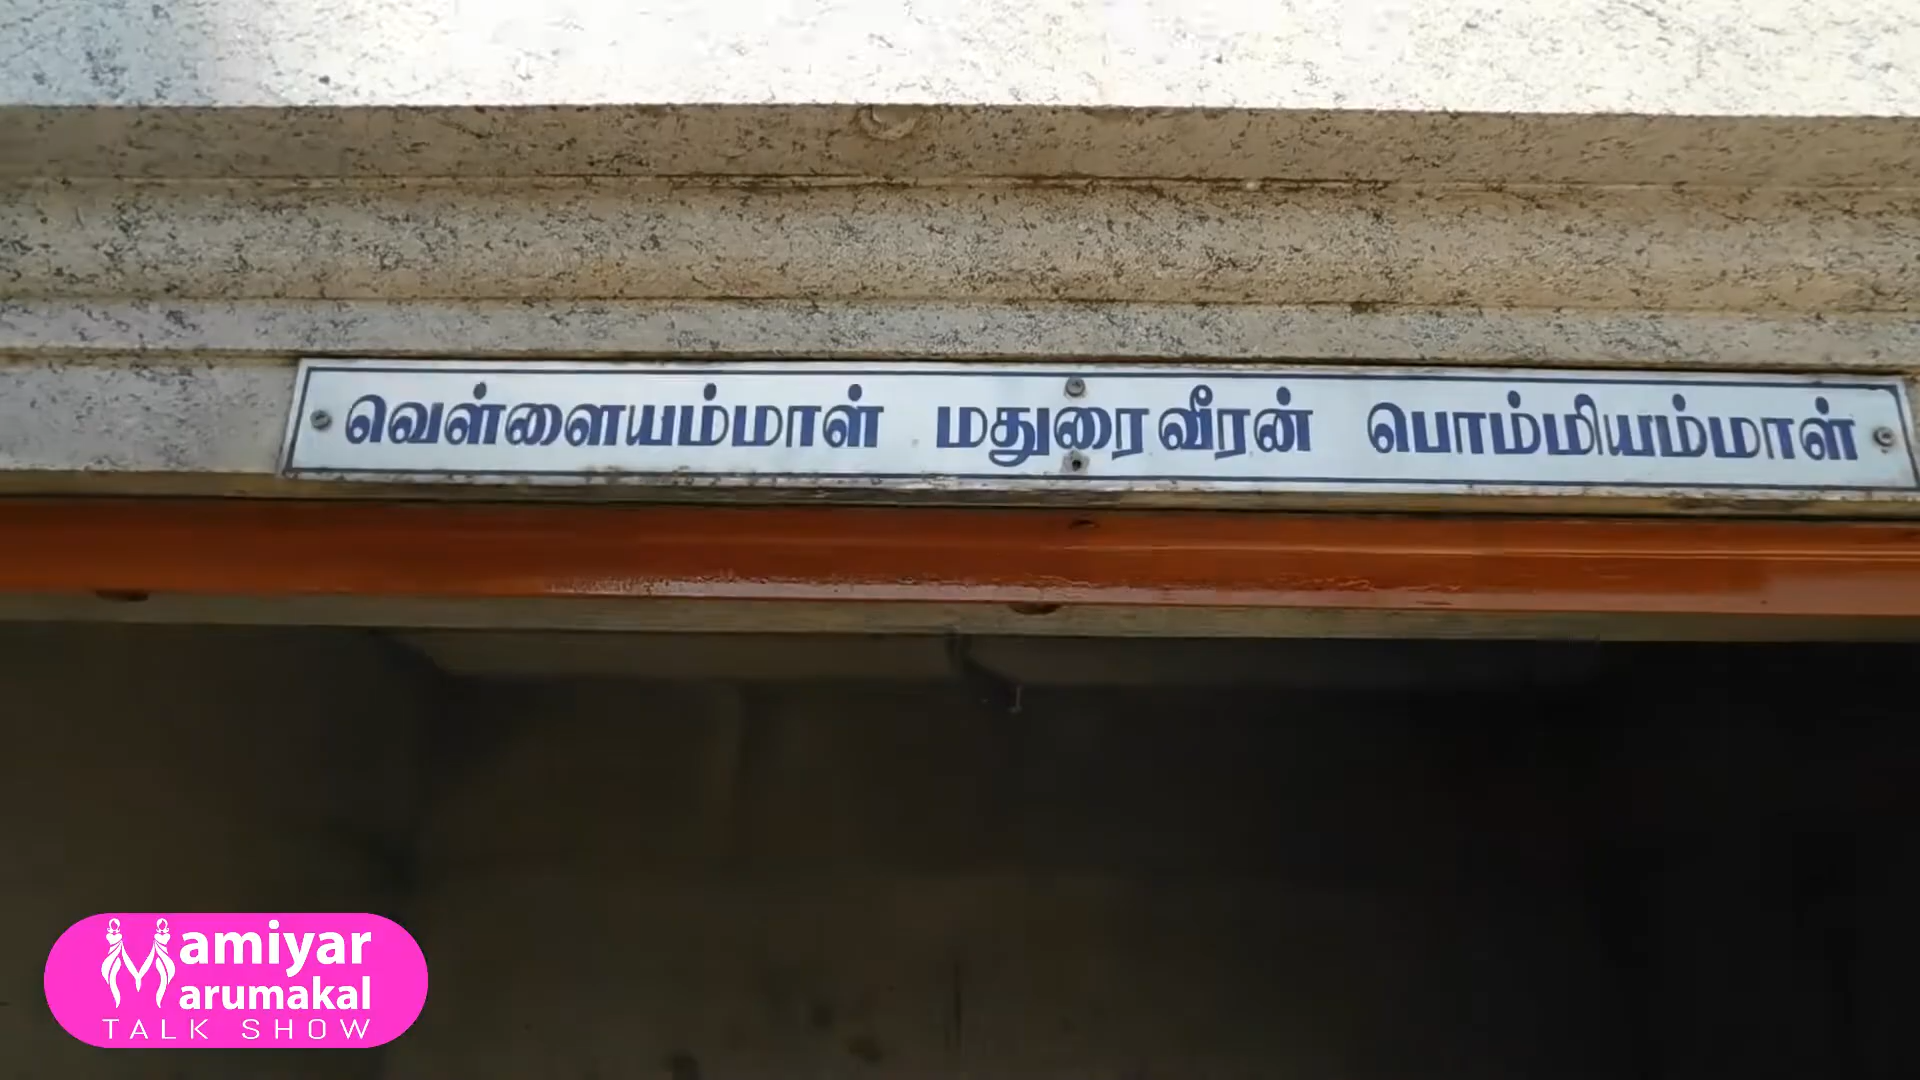 வெள்ளையம்மாள் மதுரைவீரன் பொம்மியம்மாள்
Mamiyar
Marumakal
TALK SHOW